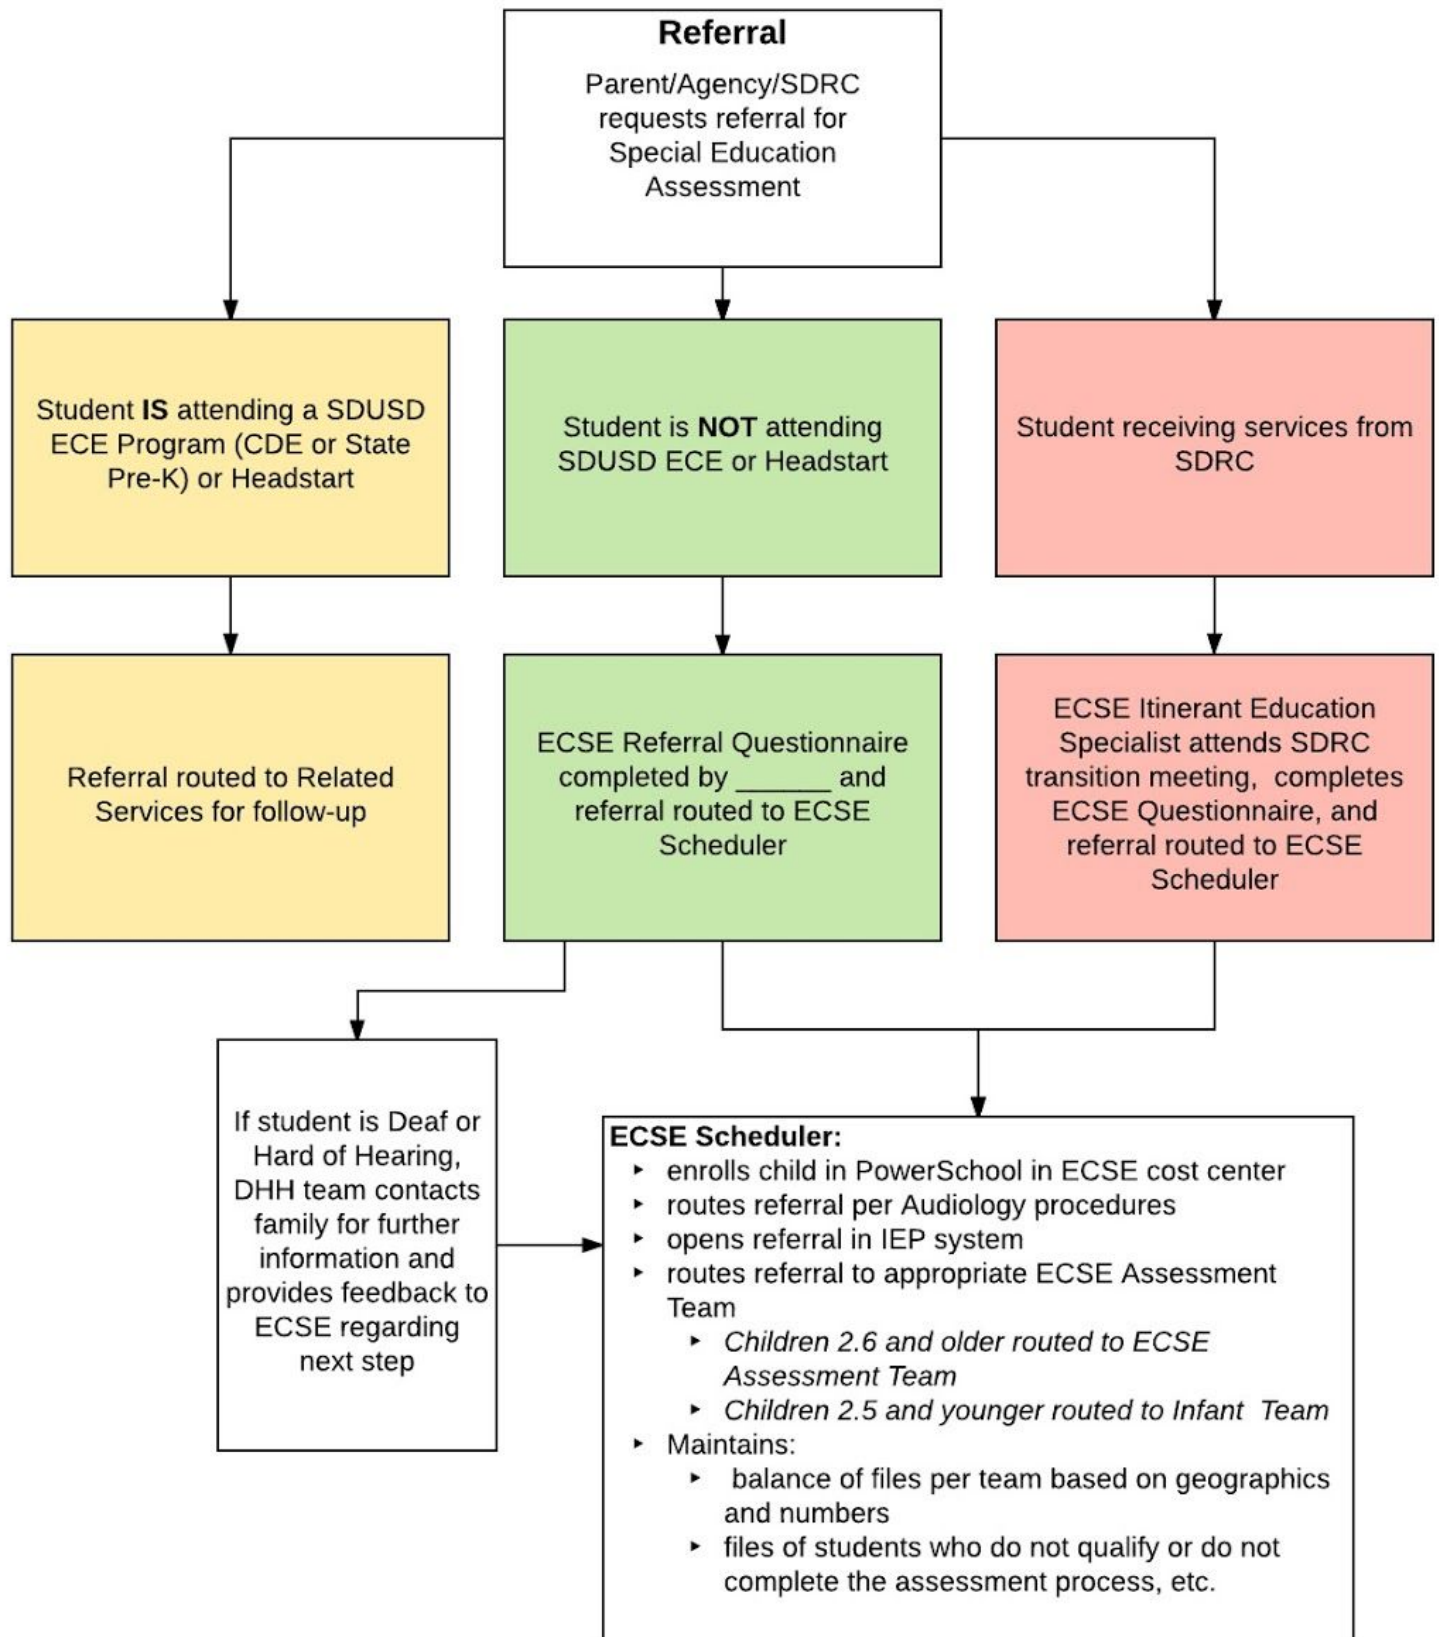 Referral
Parent/Agency/SDRC
requests referral for
Special Education
Assessment
Student IS attending a SDUSD
ECE Program (CDE or State
Pre-K) or Headstart
Student is NOT attending
SDUSD ECE or Headstart
Student receiving services from
SDRC
Referral routed to Related
Services for follow-up
ECSE Referral Questionnaire
completed by ______ and
referral routed to ECSE
Scheduler
ECSE Itinerant Education
Specialist attends SDRC
transition meeting,  completes
ECSE Questionnaire, and
referral routed to ECSE
Scheduler
If student is Deaf or
Hard of Hearing,
DHH team contacts
family for further
information and
provides feedback to
ECSE regarding
next step
ECSE Scheduler:
‣ enrolls child in PowerSchool in ECSE cost center
‣ routes referral per Audiology procedures
‣ opens referral in IEP system
‣ routes referral to appropriate ECSE Assessment
Team
‣ Children 2.6 and older routed to ECSE
Assessment Team
‣ Children 2.5 and younger routed to Infant  Team
‣ Maintains:
‣ balance of files per team based on geographics
and numbers
‣ files of students who do not qualify or do not
complete the assessment process, etc.